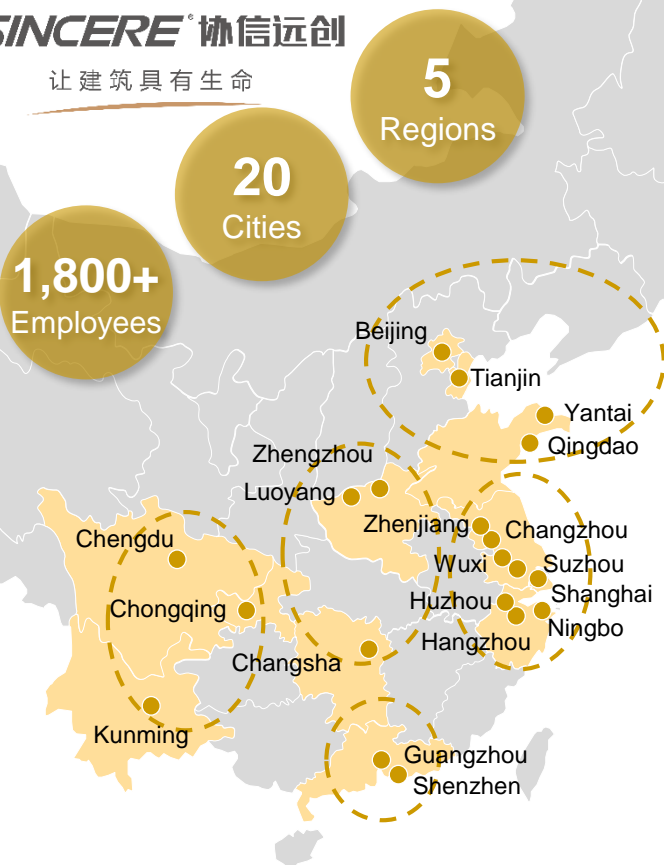 SINCERE® 协信远创
让建筑具有生命
5
Regions
20
Cities
1,800+
Employees
Beijing
Tianjin
Yantai
Qingdao
Zhengzhou
Luoyang
Zhenjiang
Changzhou
Wuxi
Suzhou
Shanghai
Huzhou
Ningbo
Hangzhou
Chengdu
Chongqing
Changsha
Kunming
Guangzhou
Shenzhen